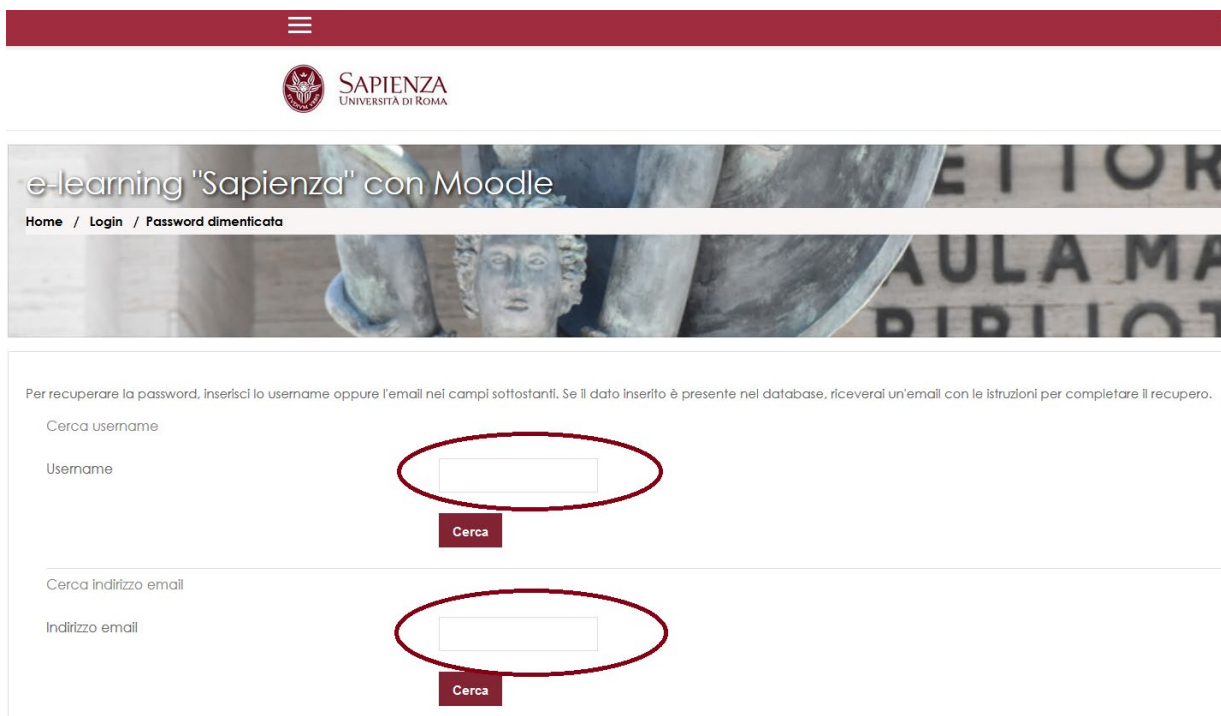 SAPIENZA
UNIVERSITÀ DI ROMA
e-learning "Sapienza" con Moodle
Home / Login / Password dimenticata
AULA MA
Per recuperare la password, inserisci lo username oppure l'email nei campi sottostanti. Se il dato inserito è presente nel database, riceverai un'email con le istruzioni per completare il recupero.
Cerca username
Username
Cerca
Cerca indirizzo email
Indirizzo email
Cerca